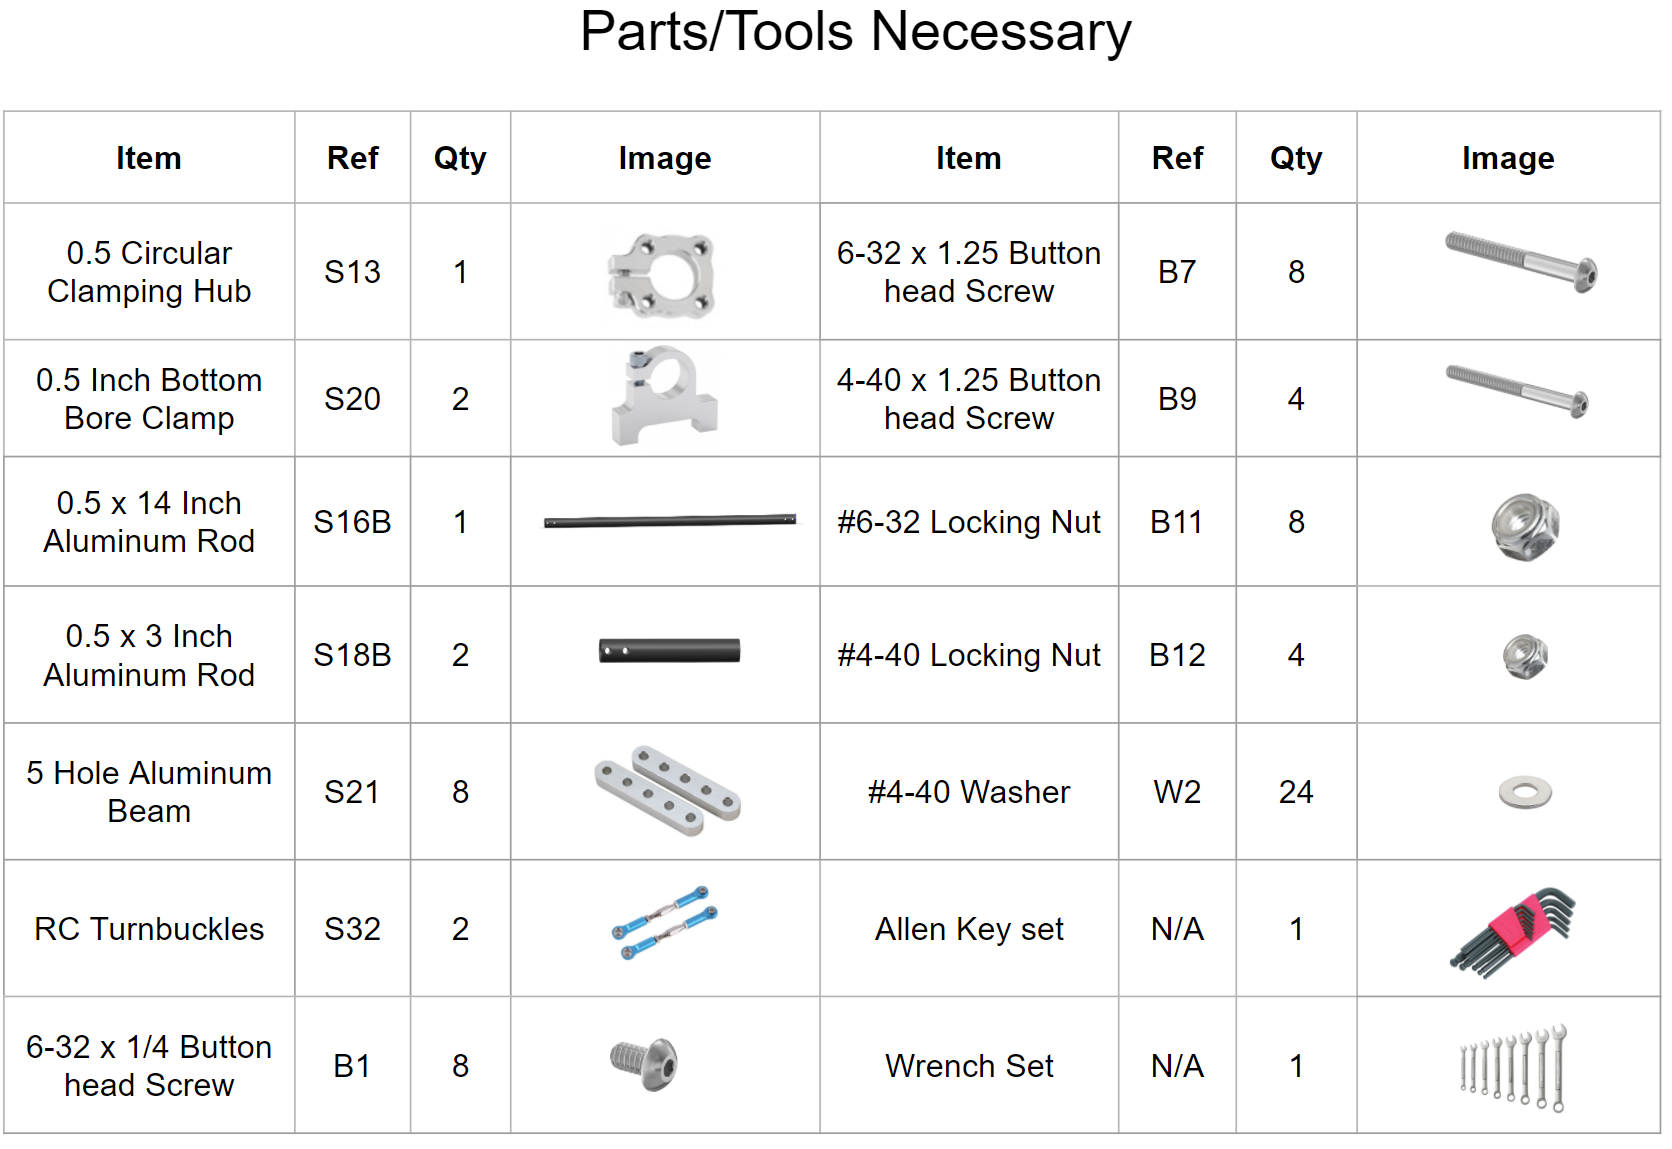 Parts/Tools Necessary
Item Ref Qty Image Item Ref Qty Image
0.5 Circular
Clamping Hub
S13 1
6-32 x 1.25 Button
head Screw
B7 8
0.5 Inch Bottom
Bore Clamp
S20 2
4-40 x 1.25 Button
head Screw
B9 4
0.5 x 14 Inch
Aluminum Rod
S16B 1
#6-32 Locking Nut B11 8
0.5 x 3 Inch
Aluminum Rod
S18B 2
#4-40 Locking Nut B12 4
5 Hole Aluminum
Beam
S21 8
#4-40 Washer W2 24
RC Turnbuckles S32 2
Allen Key set N/A 1
6-32 x 1/4 Button
head Screw
B1 8
Wrench Set N/A 1